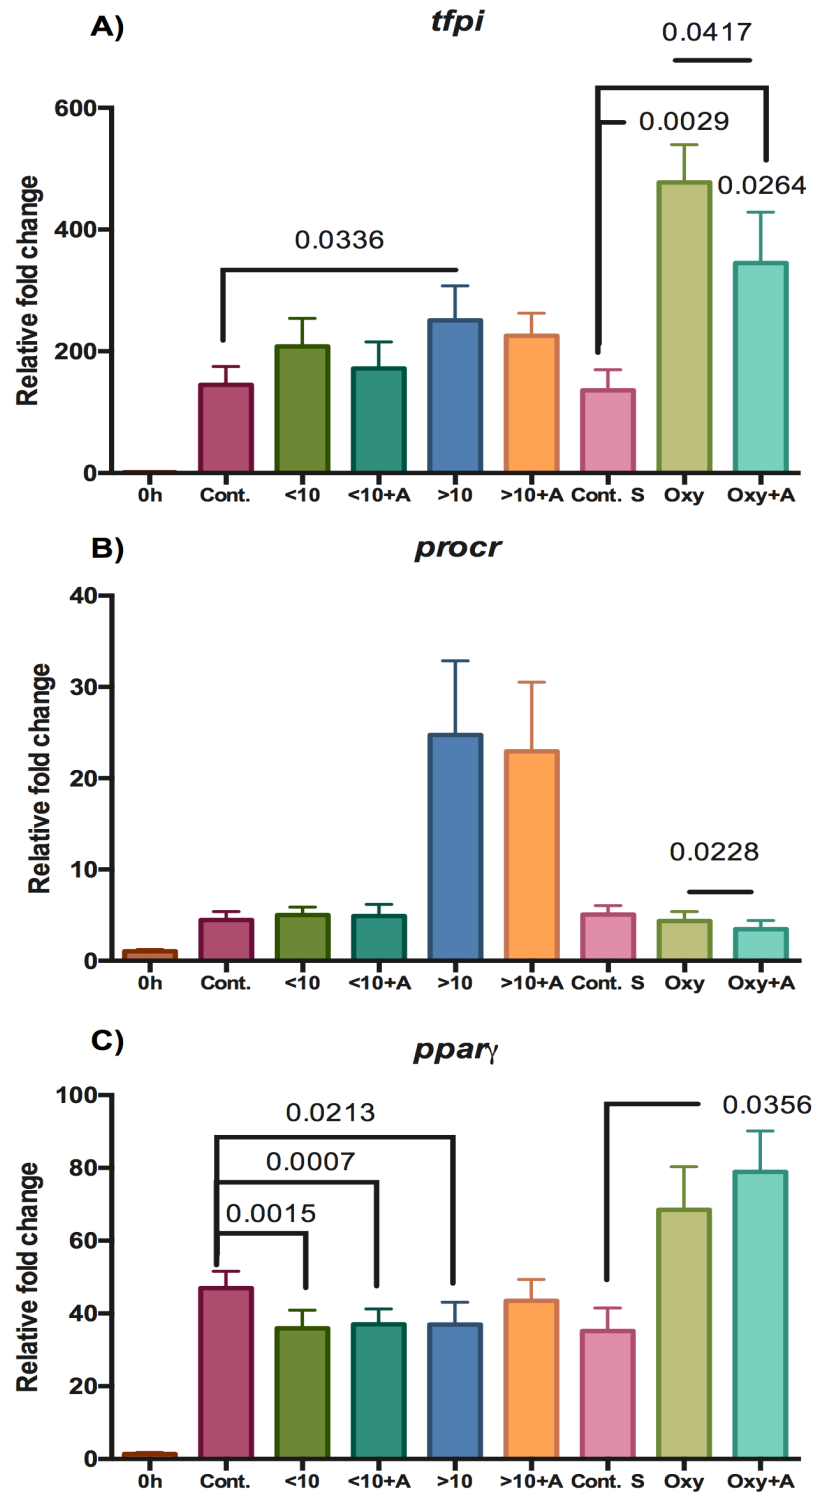 A)
tfpi
0.0417
600
0.0029
0.0264
400
0.0336
200
0
Relative fold change
0h Cont. <10 <10+A >10 >10+A Cont. S Oxy Oxy+A
B)
procr
40
30
20
0.0228
10
0
Relative fold change
0h Cont. <10 <10+A >10 >10+A Cont. S Oxy Oxy+A
C)
pparγ
100
0.0213
0.0356
0.0007
80
0.0015
60
40
20
0
Relative fold change
0h Cont. <10 <10+A >10 >10+A Cont. S Oxy Oxy+A